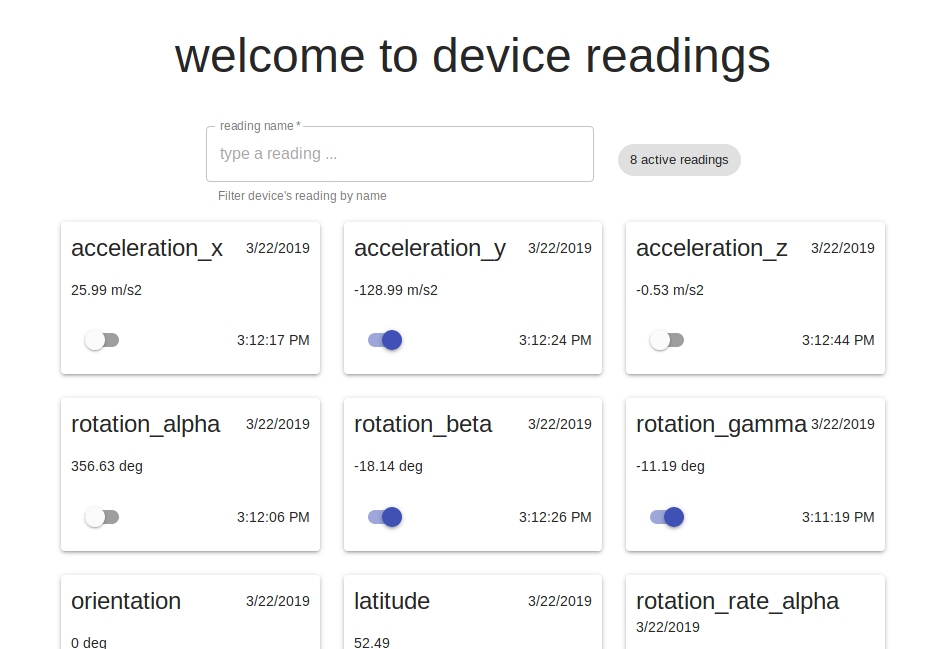 welcome to device readings
reading name *
type a reading ...
8 active readings
Filter device's reading by name
acceleration_x 3/22/2019
25.99 m/s2
3:12:17 PM
acceleration_y 3/22/2019
-128.99 m/s2
3:12:24 PM
acceleration_z 3/22/2019
-0.53 m/s2
3:12:44 PM
rotation_alpha 3/22/2019
356.63 deg
3:12:06 PM
rotation_beta 3/22/2019
-18.14 deg
3:12:26 PM
rotation_gamma 3/22/2019
-11.19 deg
3:11:19 PM
orientation 3/22/2019
0 deg
latitude 3/22/2019
52.49
rotation_rate_alpha
3/22/2019